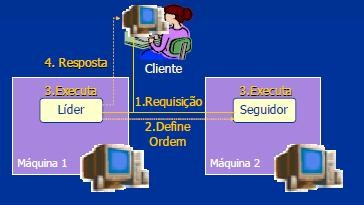 4. Resposta
Cliente
3.Executa
Líder
1.Requisição
3.Executa
Seguidor
2.Define
Ordem
Máquina 1
Máquina 2